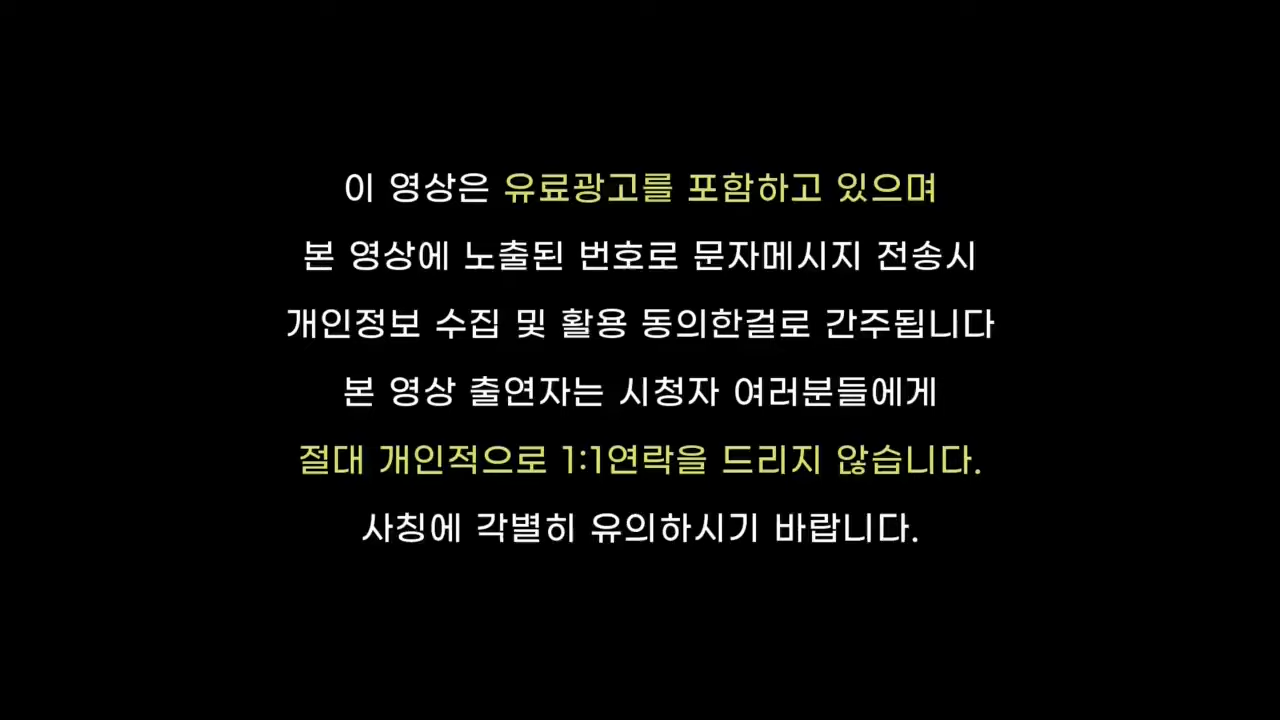 이 영상은 유료광고를 포함하고 있으며
본 영상에 노출된 번호로 문자메시지 전송시
개인정보 수집 및 활용 동의한걸로 간주됩니다
본 영상 출연자는 시청자 여러분들에게
절대 개인적으로 1:1연락을 드리지 않습니다.
사칭에 각별히 유의하시기 바랍니다.